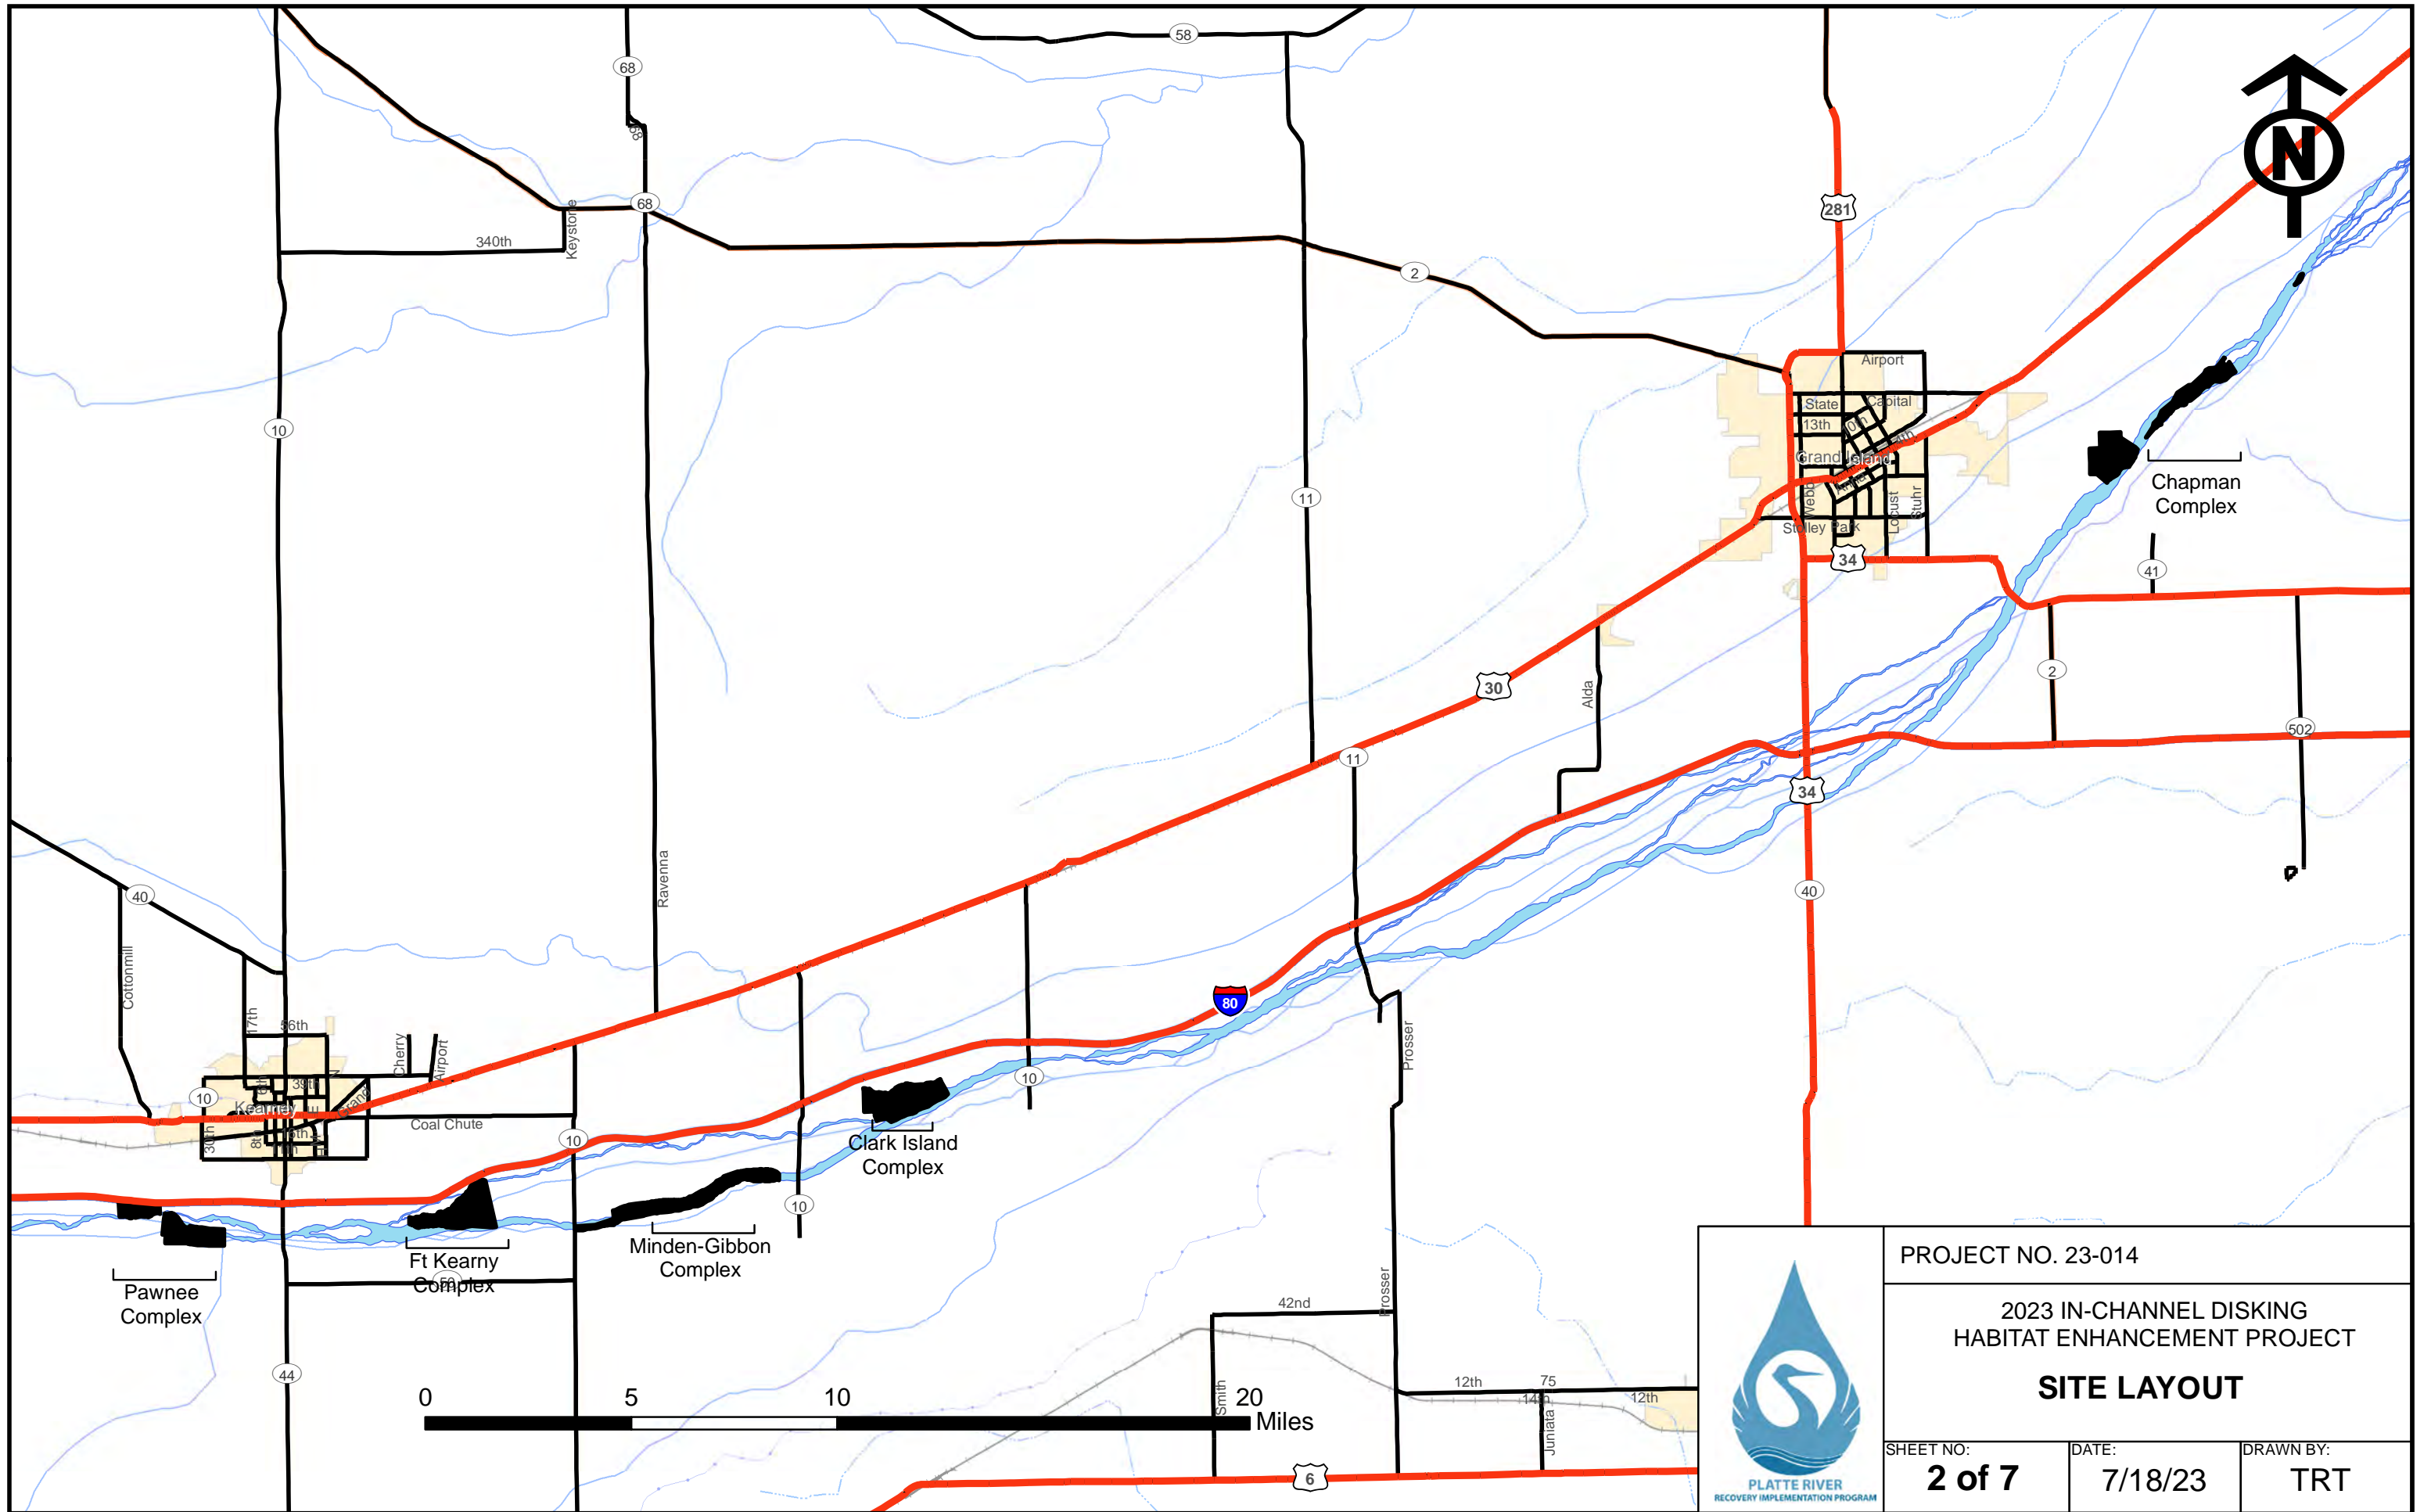 58
68
68
68
340th
Keystone
281
2
10
11
Airport
State
Capital
13th
Grand Island
Island
Webb
Locust
Stuhr
Stolley Park
34
Chapman
Complex
41
2
502
30
Alda
11
34
40
Ravenna
40
Cottonmill
17th
56th
Cherry
Airport
10
39th
Kearney
Grand
30th
8th
Coal Chute
10
80
10
Prosser
Clark Island
Complex
10
Minden-Gibbon
Complex
Ft Kearny
Complex
50
Pawnee
Complex
44
42nd
Prosser
Smith
12th
75
14th
12th
Juniata
6
0
5
10
20
Miles
PLATTE RIVER
RECOVERY IMPLEMENTATION PROGRAM
PROJECT NO. 23-014
2023 IN-CHANNEL DISKING
HABITAT ENHANCEMENT PROJECT
SITE LAYOUT
SHEET NO:
2 of 7
DATE:
7/18/23
DRAWN BY:
TRT
N